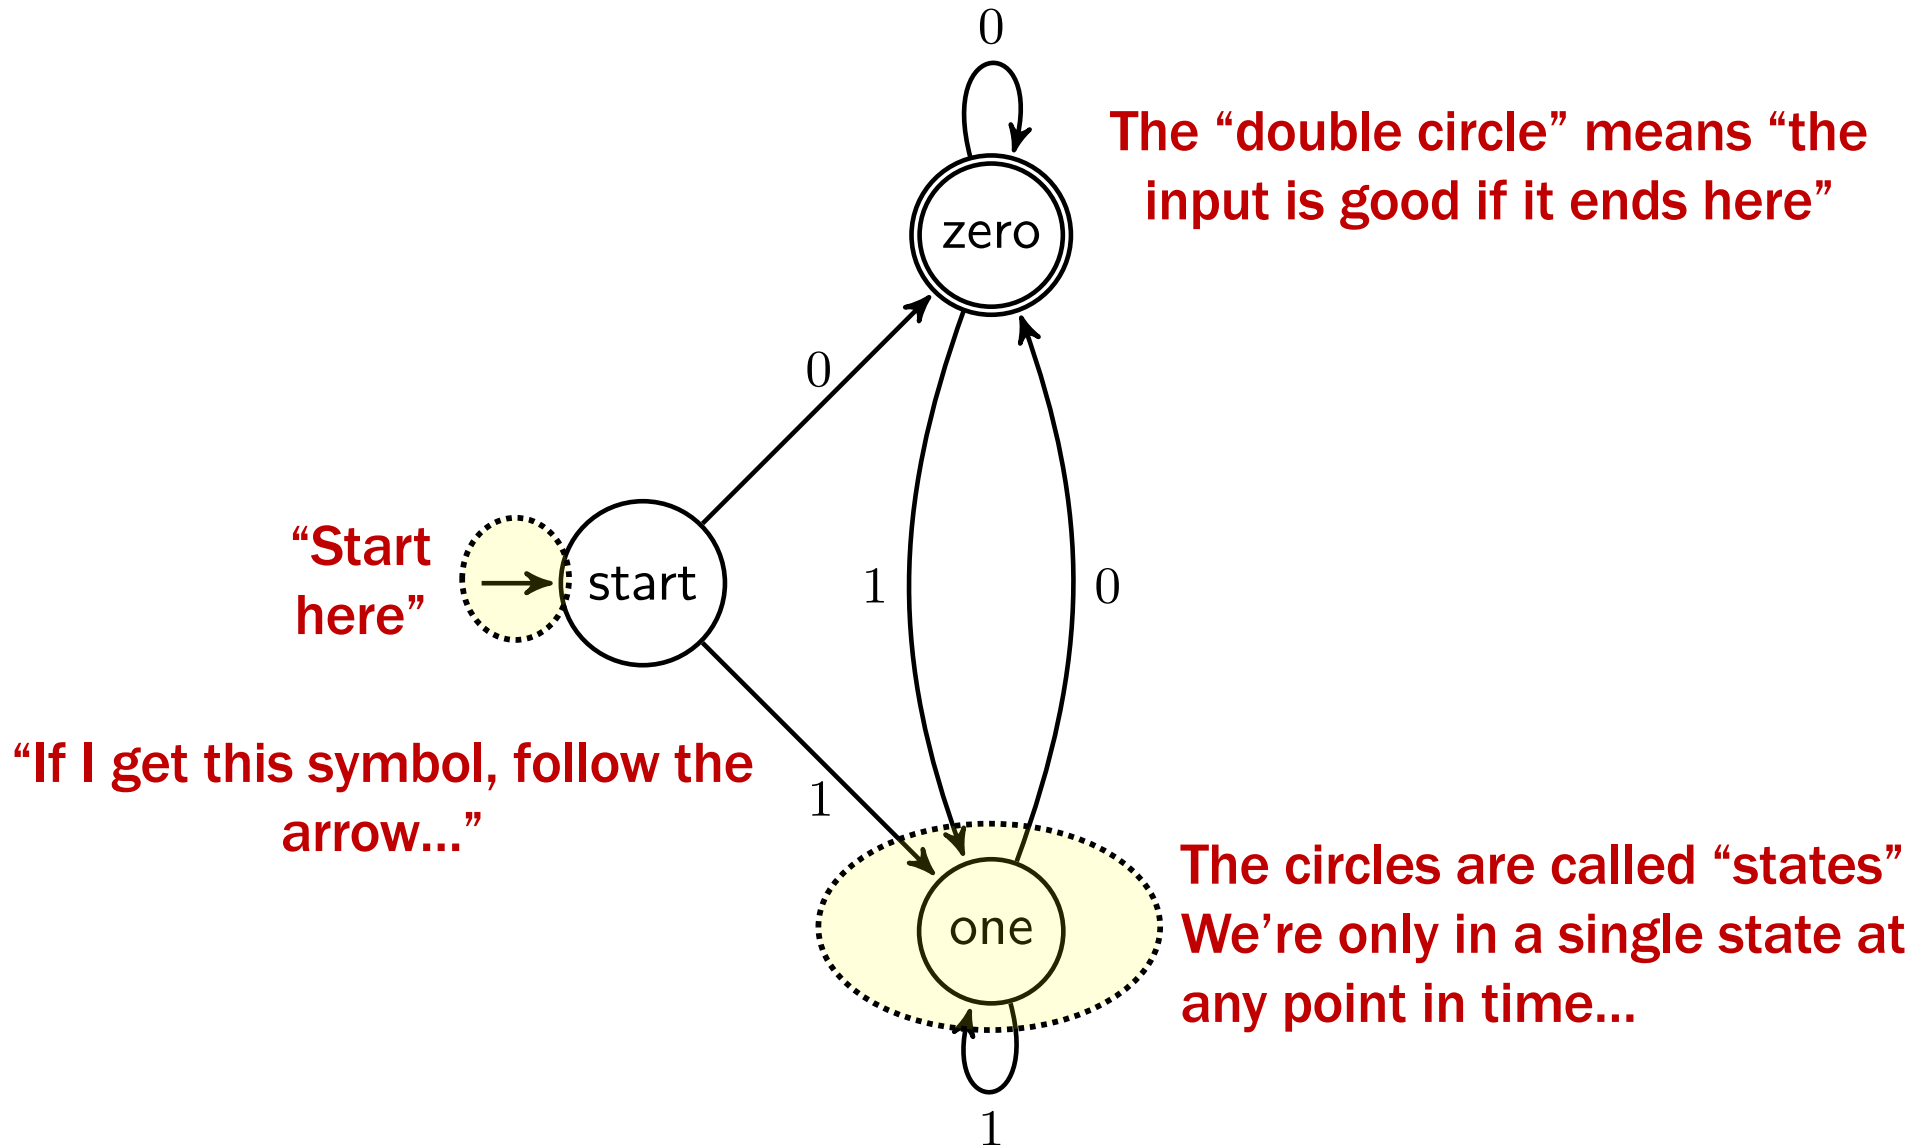 0
The “double circle” means “the
input is good if it ends here”
zero
0
“Start
here”
start
1
0
“If I get this symbol, follow the
arrow...”
1
The circles are called “states”
We’re only in a single state at
any point in time...
one
1